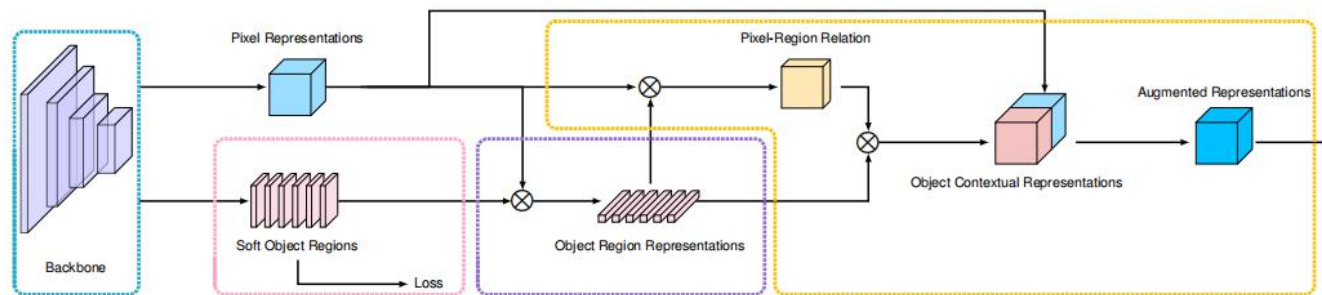 Pixel Representations
Pixel-Region Relation
Augmented Representations
Object Contextual Representations
Soft Object Regions
Object Region Representations
Backbone
Loss